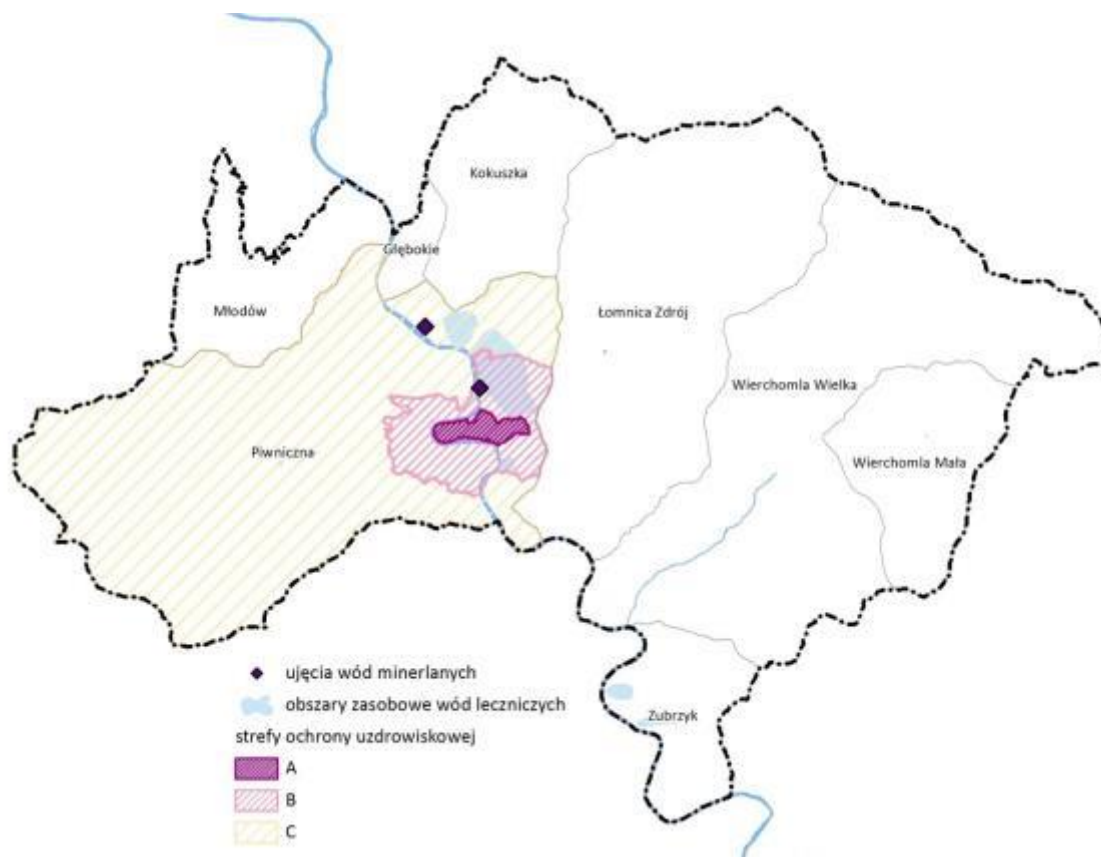 Kokuszka
Głębokie
Młodów
Łomnica Zdrój
Wierchomla Wielka
Piwniczna
Wierchomla Mała
Zubrzyk
ujęcia wód minerlanych
obszary zasobowe wód leczniczych
strefy ochrony uzdrowiskowej
A
B
C